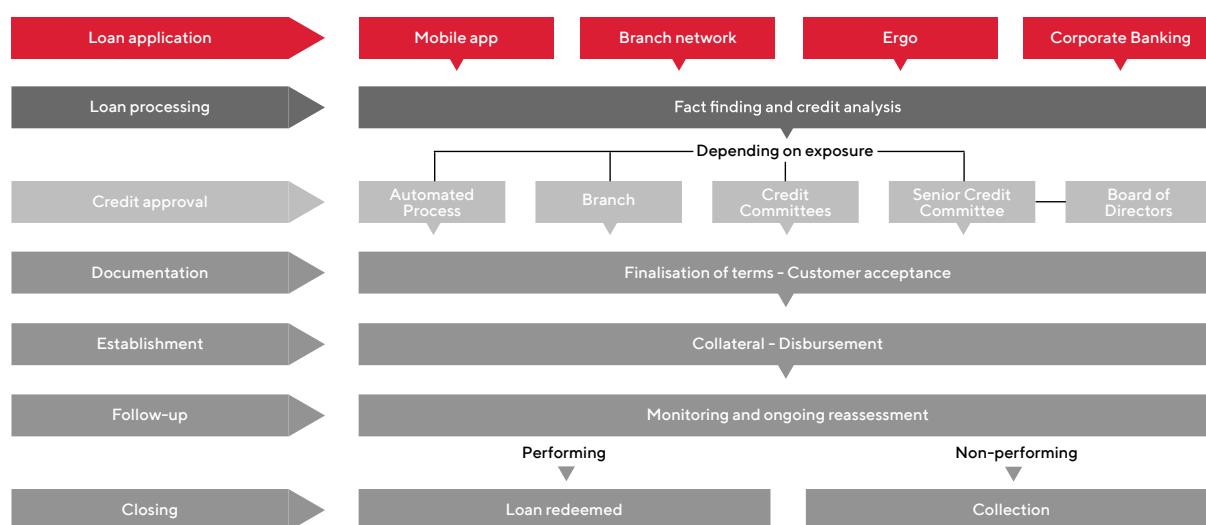 Loan application
Mobile app
Branch network
Ergo
Corporate Banking
Loan processing
Fact finding and credit analysis
Depending on exposure
Credit approval
Automated
Process
Branch
Credit
Committees
Senior Credit
Committee
Board of
Directors
Documentation
Finalisation of terms - Customer acceptance
Establishment
Collateral - Disbursement
Follow-up
Monitoring and ongoing reassessment
Performing
Non-performing
Closing
Loan redeemed
Collection